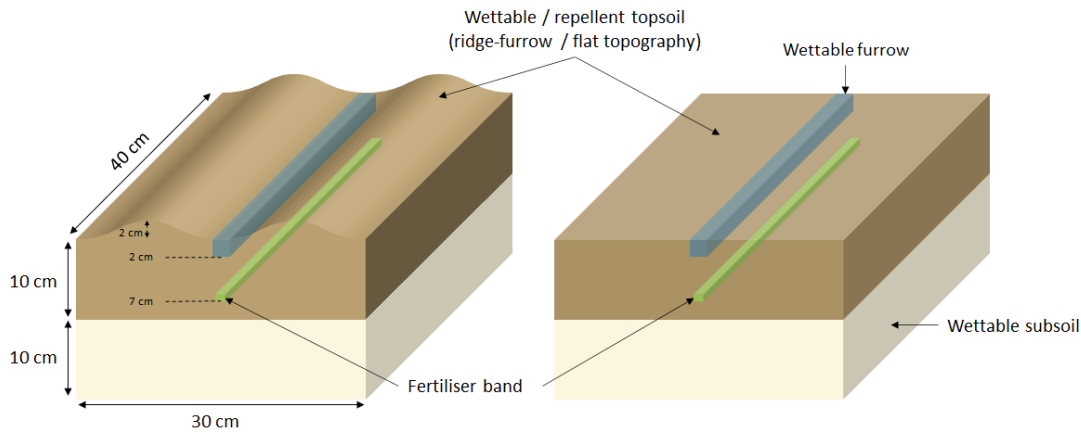 Wettable / repellent topsoil
(ridge-furrow / flat topography)
Wettable furrow
40 cm
2 cm
2 cm
10 cm
7 cm
10 cm
Wettable subsoil
Fertiliser band
30 cm